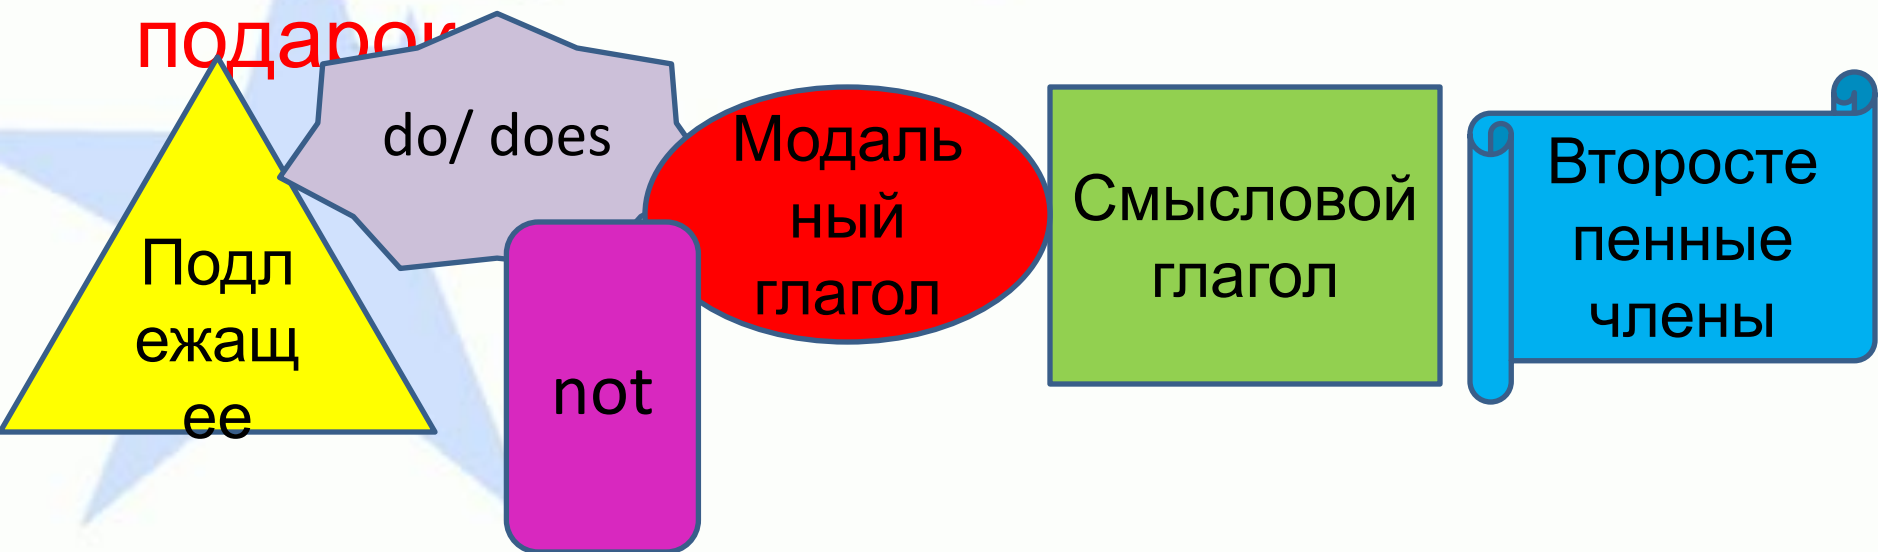 подарок
Подл
ежащ
ее
do/ does
not
Модаль
ный
глагол
Смысловой
глагол
Второсте
пенные
члены